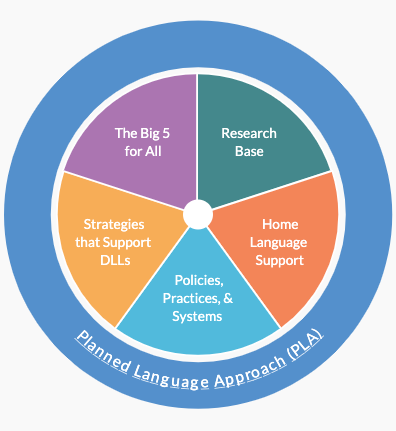 The Big 5
for All
Research
Base
Home
Language
Support
Policies,
Practices, &
Systems
Strategies
that Support
DLLs
Planned Language Approach (PLA)